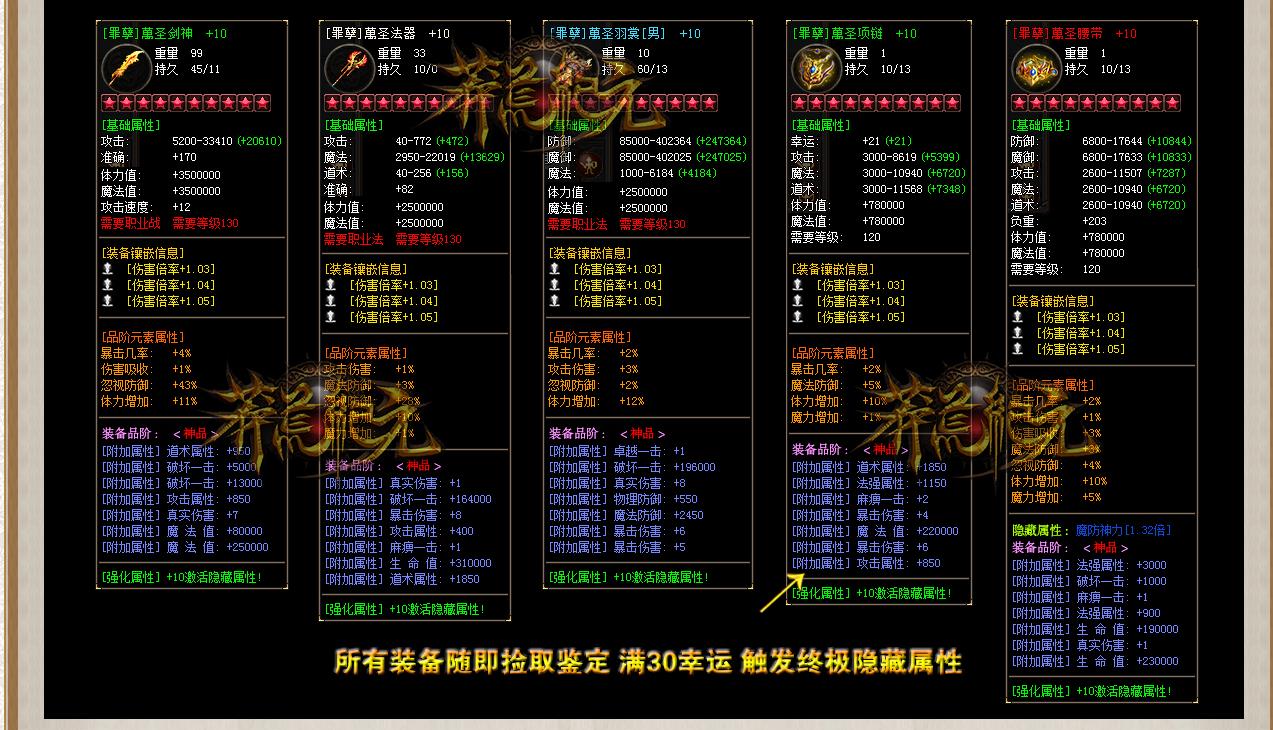 [罪孽]萬圣剑神 +10
重量 99
持久 45/11
[基础属性]
攻击: 5200-33410 (+20610)
准确: +170
体力值: +3500000
魔法值: +3500000
攻击速度: +12
需要职业战 需要等级130
[装备镶嵌信息]
[伤害倍率+1.03]
[伤害倍率+1.04]
[伤害倍率+1.05]
[品阶元素属性]
暴击几率: +4%
伤害吸收: +1%
忽视防御: +43%
体力增加: +11%
装备品阶: <神品>
[附加属性] 道术属性: +950
[附加属性] 破坏一击: +5000
[附加属性] 破坏一击: +13000
[附加属性] 攻击属性: +850
[附加属性] 真实伤害: +7
[附加属性] 魔 法 值: +80000
[附加属性] 魔 法 值: +250000
[强化属性] +10激活隐藏属性!
[罪孽]萬圣法器 +10
重量 33
持久 10/0
[基础属性]
攻击: 40-772 (+472)
魔法: 2950-22019 (+13629)
道术: 40-256 (+156)
准确: +82
体力值: +2500000
魔法值: +2500000
需要职业法 需要等级130
[装备镶嵌信息]
[伤害倍率+1.03]
[伤害倍率+1.04]
[伤害倍率+1.05]
[品阶元素属性]
攻击伤害: +1%
魔法防御: +3%
忽视防御:
体力增加: +10%
魔力增加: +1%
装备品阶: <神品>
[附加属性] 真实伤害: +1
[附加属性] 破坏一击: +164000
[附加属性] 暴击伤害: +8
[附加属性] 攻击属性: +400
[附加属性] 麻痹一击: +1
[附加属性] 生 命 值: +310000
[附加属性] 道术属性: +1850
[强化属性] +10激活隐藏属性!
[罪孽]萬圣羽裳[男] +10
重量 10
持久 60/13
[基础属性]
防御: 85000-402364 (+247364)
魔御: 85000-402025 (+247025)
魔法: 1000-6184 (+4184)
体力值: +2500000
魔法值: +2500000
需要职业法 需要等级130
[装备镶嵌信息]
[伤害倍率+1.03]
[伤害倍率+1.04]
[伤害倍率+1.05]
[品阶元素属性]
暴击几率: +2%
攻击伤害: +3%
忽视防御: +2%
体力增加: +12%
装备品阶: <神品>
[附加属性] 卓越一击: +1
[附加属性] 破坏一击: +196000
[附加属性] 真实伤害: +8
[附加属性] 物理防御: +550
[附加属性] 魔法防御: +2450
[附加属性] 暴击伤害: +6
[附加属性] 暴击伤害: +5
[强化属性] +10激活隐藏属性!
[罪孽]萬圣项链 +10
重量 1
持久 10/13
[基础属性]
幸运: +21 (+21)
攻击: 3000-8619 (+5399)
魔法: 3000-10940 (+6720)
道术: 3000-11568 (+7348)
体力值: +780000
魔法值: +780000
需要等级: 120
[装备镶嵌信息]
[伤害倍率+1.03]
[伤害倍率+1.04]
[伤害倍率+1.05]
[品阶元素属性]
暴击几率: +2%
魔法防御: +5%
体力增加: +10%
魔力增加: +1%
装备品阶: <神品>
[附加属性] 道术属性: +1850
[附加属性] 法强属性: +1150
[附加属性] 麻痹一击: +2
[附加属性] 暴击伤害: +4
[附加属性] 魔 法 值: +220000
[附加属性] 暴击伤害: +6
[附加属性] 攻击属性: +850
[强化属性] +10激活隐藏属性!
[罪孽]萬圣腰带 +10
重量 1
持久 10/13
[基础属性]
防御: 6800-17644 (+10844)
魔御: 6800-17633 (+10833)
攻击: 2600-11507 (+7287)
魔法: 2600-10940 (+6720)
道术: 2600-10940 (+6720)
负重: +203
体力值: +780000
魔法值: +780000
需要等级: 120
[装备镶嵌信息]
[伤害倍率+1.03]
[伤害倍率+1.04]
[伤害倍率+1.05]
[品阶元素属性]
暴击几率: +2%
攻击伤害: +1%
伤害吸收: +3%
魔法防御: +3%
忽视防御: +4%
体力增加: +10%
魔力增加: +5%
隐藏属性: 魔防神力[1.32倍]
装备品阶: <神品>
[附加属性] 法强属性: +3000
[附加属性] 破坏一击: +1000
[附加属性] 麻痹一击: +1
[附加属性] 法强属性: +900
[附加属性] 生 命 值: +190000
[附加属性] 真实伤害: +1
[附加属性] 生 命 值: +230000
[强化属性] +10激活隐藏属性!
所有装备随即捡取鉴定 满30幸运 触发终极隐藏属性